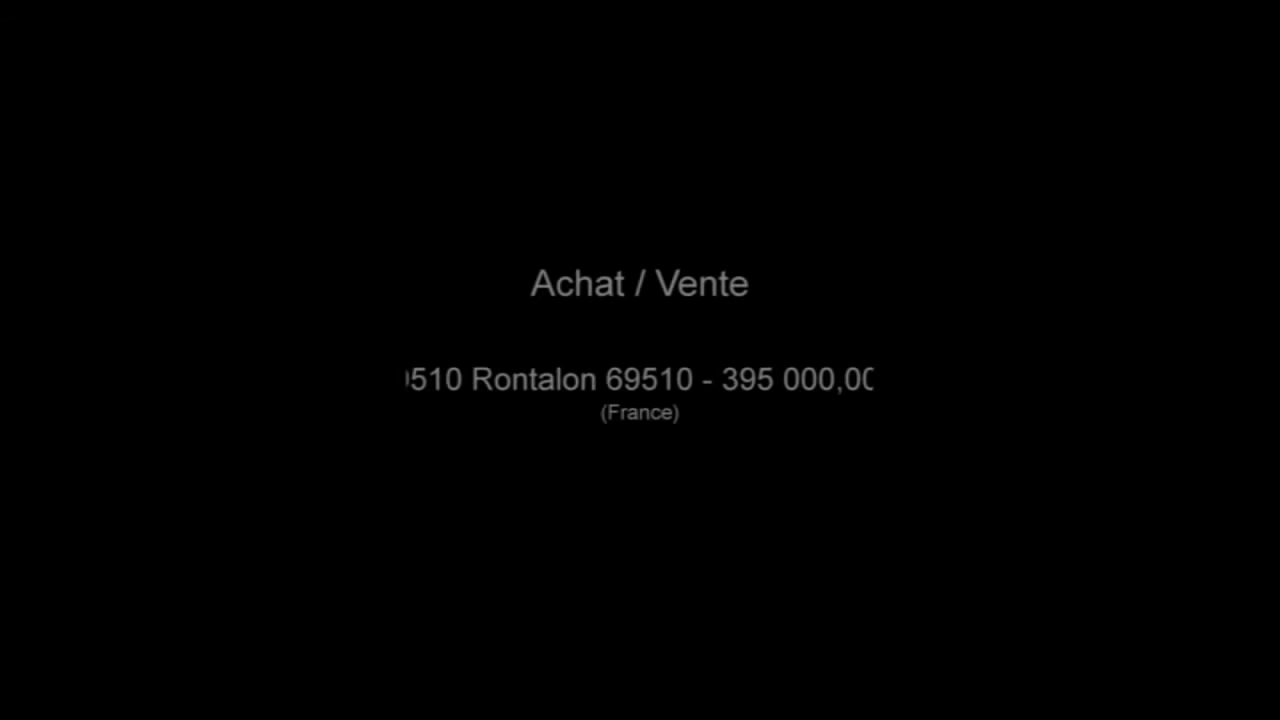 Achat / Vente
510 Rontalon 69510 - 395 000,00
(France)